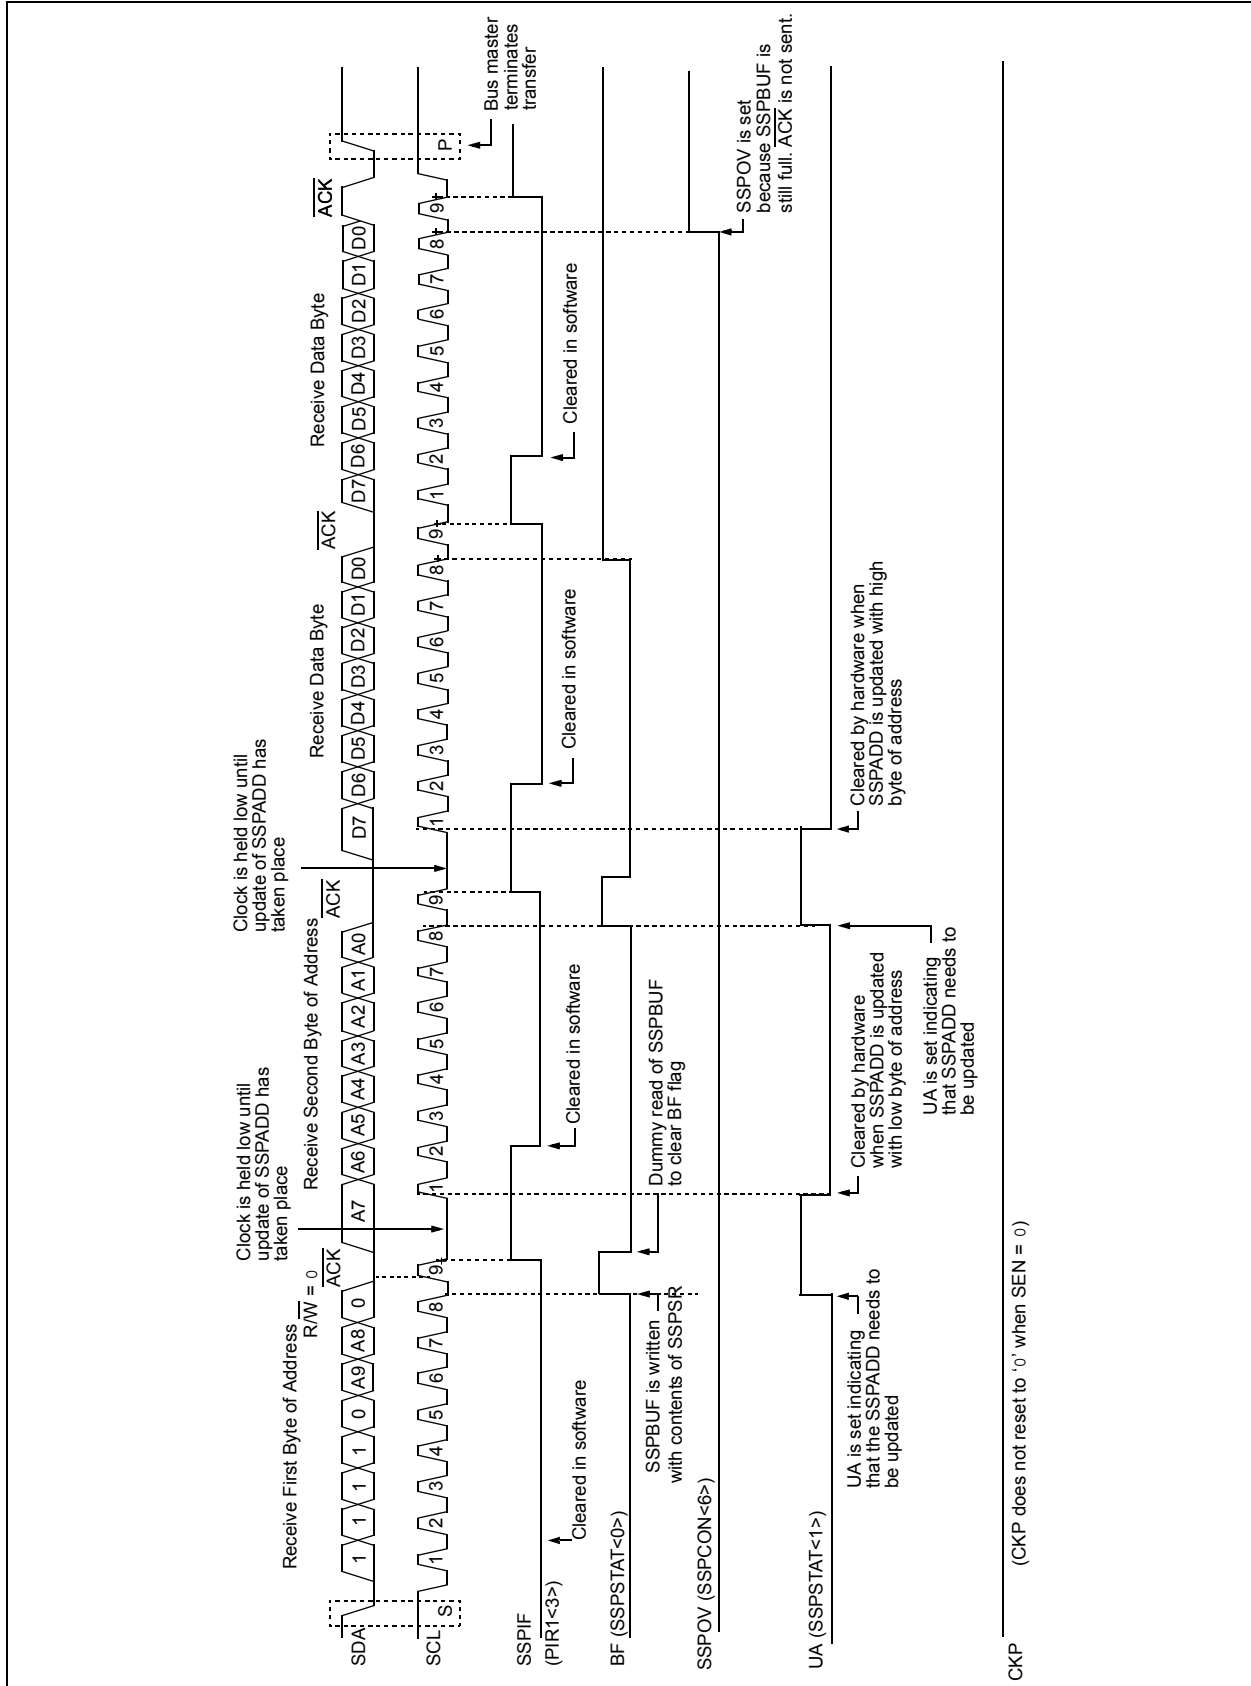 Receive First Byte of Address
R/W = 0
ACK
Clock is held low until
update of SSPADD has
taken place
Receive Second Byte of Address
ACK
Clock is held low until
update of SSPADD has
taken place
Receive Data Byte
ACK
Receive Data Byte
ACK
SDA
1 1 1 1 0 A9 A8 0
A7 A6 A5 A4 A3 A2 A1 A0
D7 D6 D5 D4 D3 D2 D1 D0
D7 D6 D5 D4 D3 D2 D1 D0
SCL
S
1 2 3 4 5 6 7 8 9
1 2 3 4 5 6 7 8 9
1 2 3 4 5 6 7 8 9
1 2 3 4 5 6 7 8 9
P
Bus master
terminates
transfer
SSPIF
(PIR1<3>)
Cleared in software
Cleared in software
Cleared in software
Cleared in software
BF (SSPSTAT<0>)
SSPBUF is written
with contents of SSPSR
Dummy read of SSPBUF
to clear BF flag
SSPOV (SSPCON<6>)
SSPOV is set
because SSPBUF is
still full. ACK is not sent.
UA (SSPSTAT<1>)
UA is set indicating
that the SSPADD needs to
be updated
Cleared by hardware
when SSPADD is updated
with low byte of address
UA is set indicating
that SSPADD needs to
be updated
Cleared by hardware when
SSPADD is updated with high
byte of address
CKP
(CKP does not reset to ‘0’ when SEN = 0)